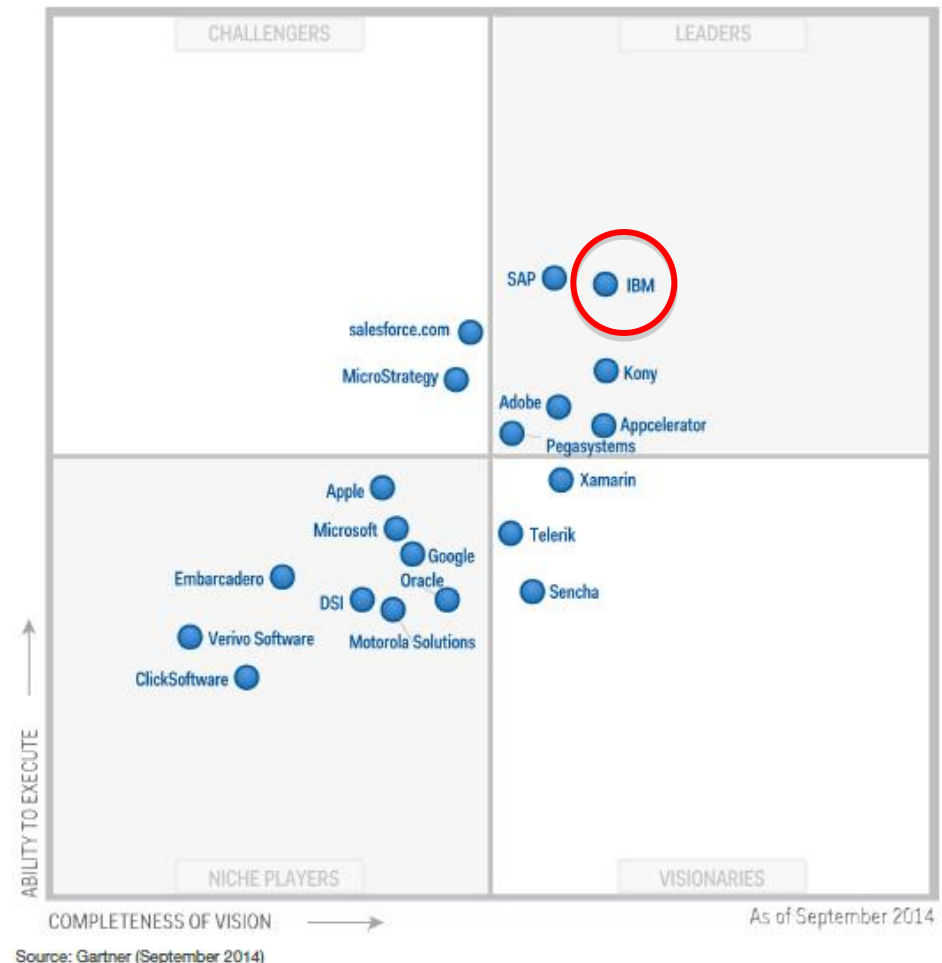 CHALLENGERS
LEADERS
SAP
IBM
salesforce.com
MicroStrategy
Kony
Adobe
Appcelerator
Pegasystems
Apple
Xamarin
Microsoft
Telerik
Google
Embarcadero
Oracle
Sencha
DSI
Verivo Software
Motorola Solutions
ClickSoftware
ABILITY TO EXECUTE
NICHE PLAYERS
VISIONARIES
COMPLETENESS OF VISION
As of September 2014
Source: Gartner (September 2014)